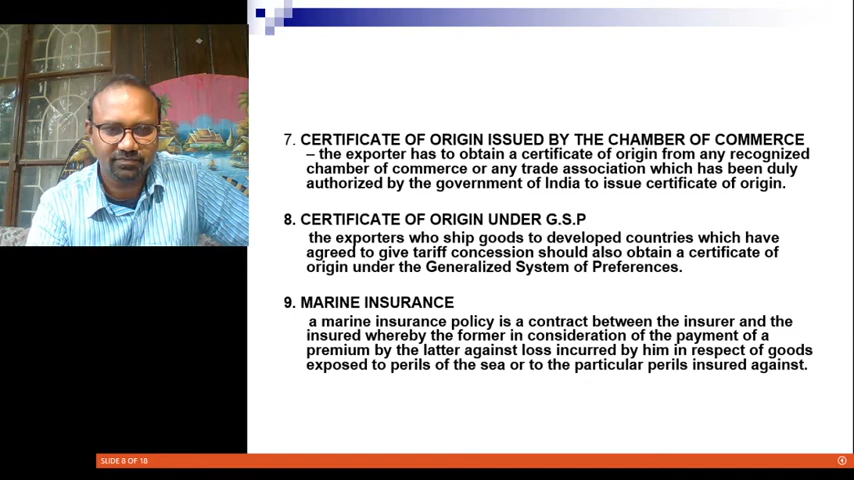 7. CERTIFICATE OF ORIGIN ISSUED BY THE CHAMBER OF COMMERCE
– the exporter has to obtain a certificate of origin from any recognized
chamber of commerce or any trade association which has been duly
authorized by the government of India to issue certificate of origin.
8. CERTIFICATE OF ORIGIN UNDER G.S.P
the exporters who ship goods to developed countries which have
agreed to give tariff concession should also obtain a certificate of
origin under the Generalized System of Preferences.
9. MARINE INSURANCE
a marine insurance policy is a contract between the insurer and the
insured whereby the former in consideration of the payment of a
premium by the latter against loss incurred by him in respect of goods
exposed to perils of the sea or to the particular perils insured against.
SLIDE 8 OF 18